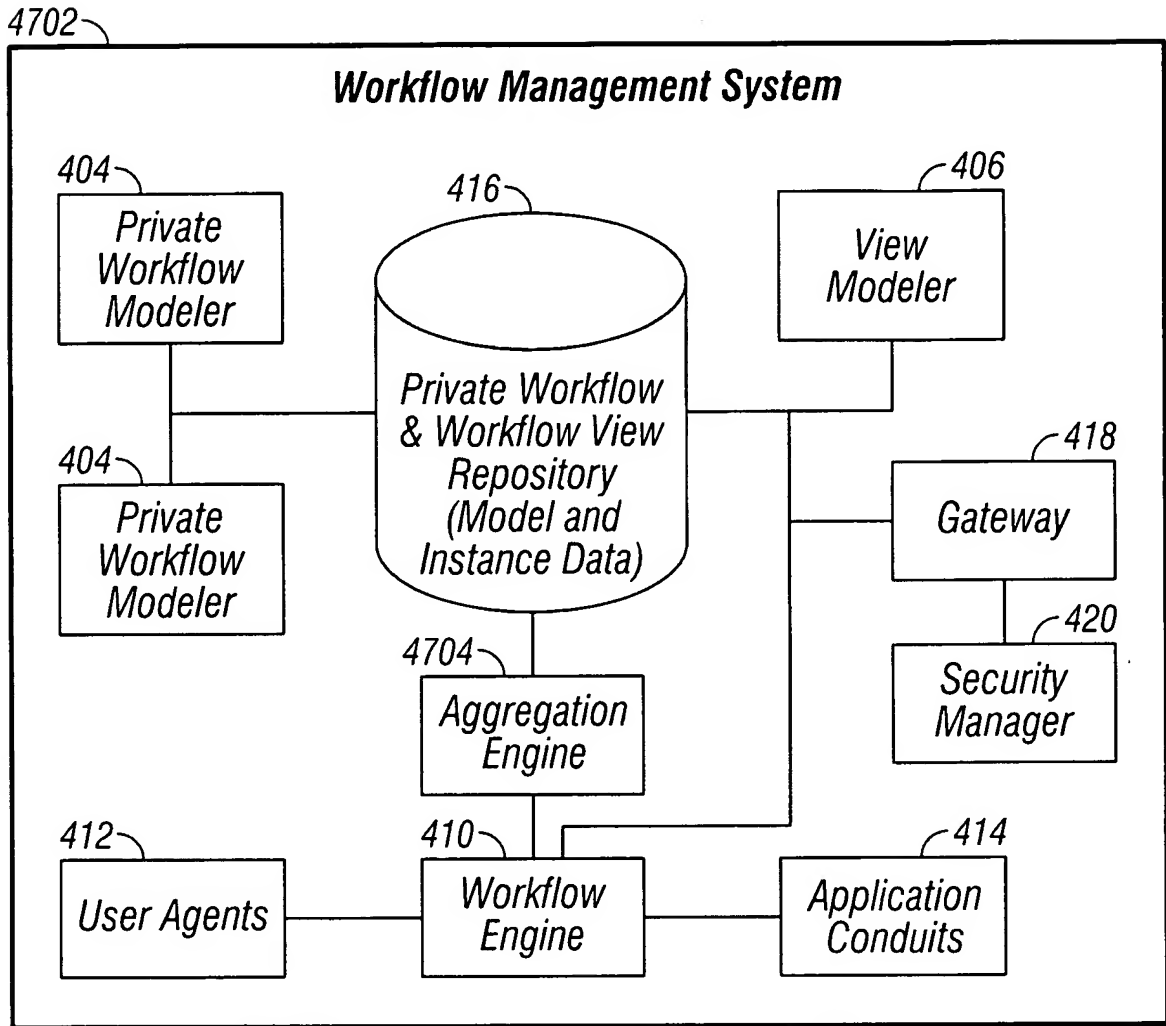 4702
Workflow Management System
404
Private
Workflow
Modeler
416
Private Workflow
& Workflow View
Repository
(Model and
Instance Data)
406
View
Modeler
404
Private
Workflow
Modeler
418
Gateway
420
Security
Manager
4704
Aggregation
Engine
412
User Agents
410
Workflow
Engine
414
Application
Conduits